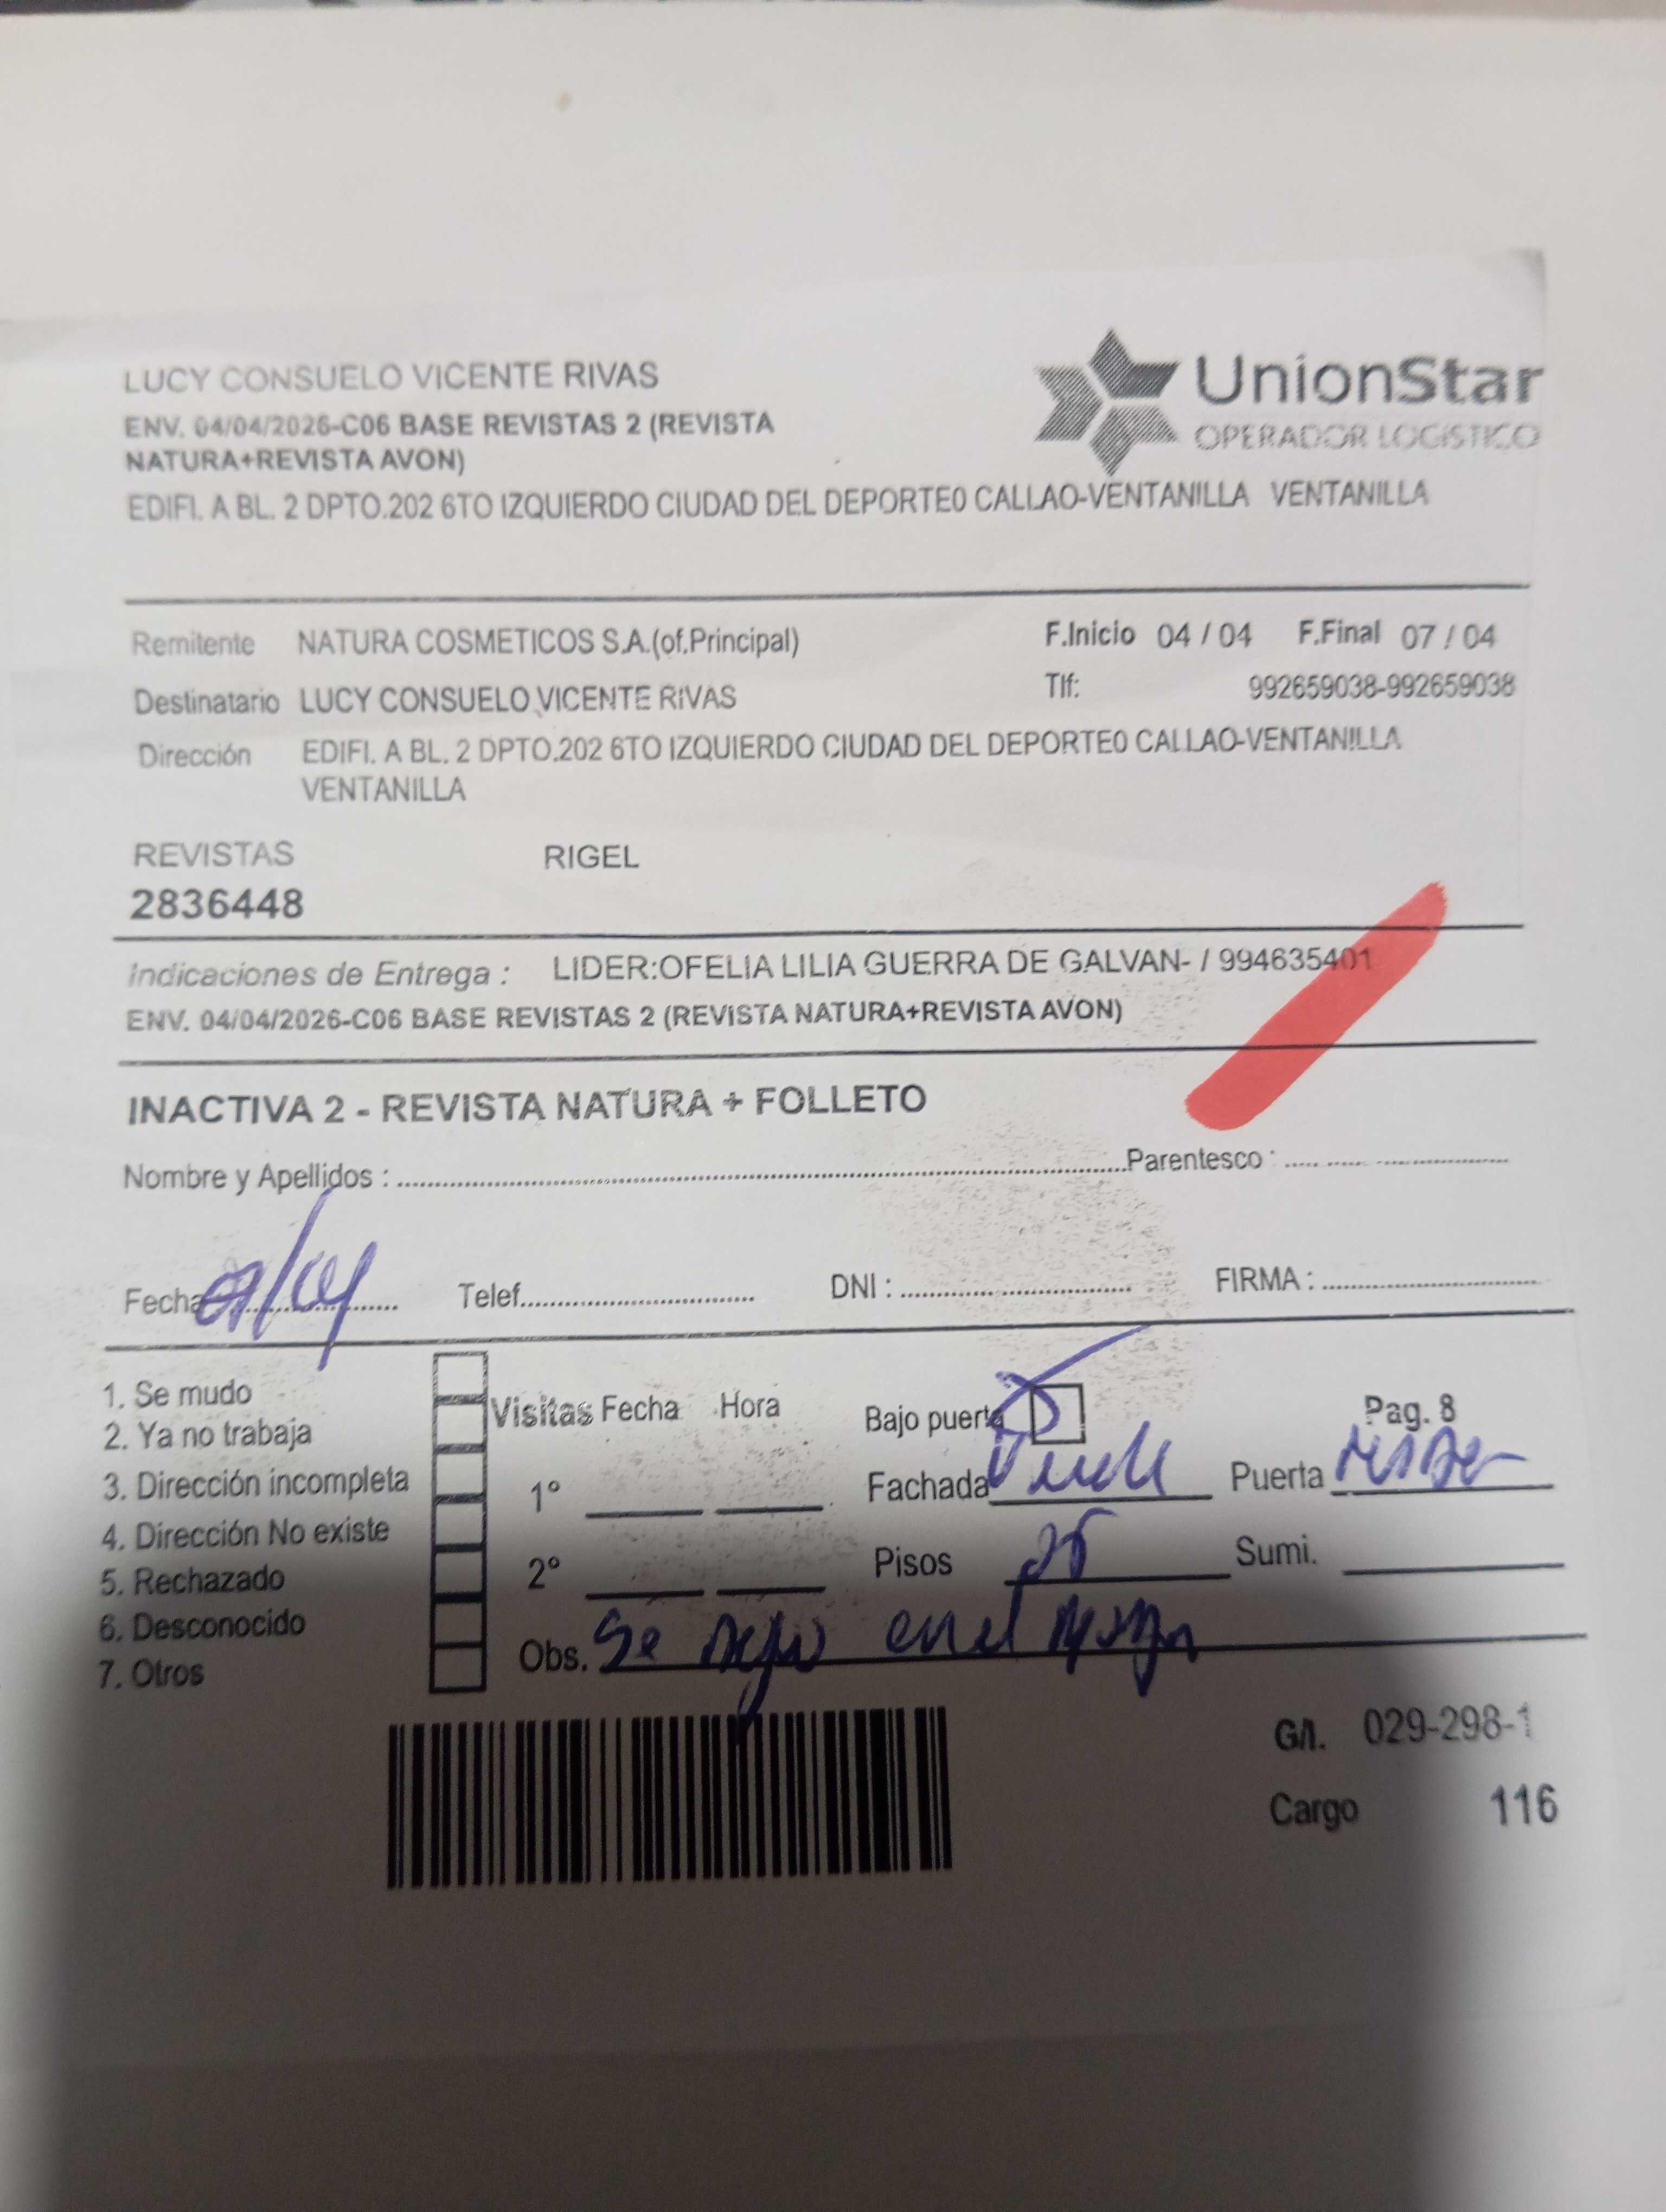 LUCY CONSUELO VICENTE RIVAS
UnionStar
OPERADOR LOGISTICO
ENV. 04/04/2026-C06 BASE REVISTAS 2 (REVISTA
NATURA+REVISTA AVON)
EDIFI. A BL. 2 DPTO.202 6TO IZQUIERDO CIUDAD DEL DEPORTE0 CALLAO-VENTANILLA VENTANILLA
Remitente NATURA COSMETICOS S.A.(of.Principal) F.Inicio 04 / 04 F.Final 07 / 04
Destinatario LUCY CONSUELO VICENTE RIVAS Tlf: 992659038-992659038
Dirección EDIFI. A BL. 2 DPTO.202 6TO IZQUIERDO CIUDAD DEL DEPORTE0 CALLAO-VENTANILLA
VENTANILLA
REVISTAS RIGEL
2836448
Indicaciones de Entrega : LIDER:OFELIA LILIA GUERRA DE GALVAN- / 994635401
ENV. 04/04/2026-C06 BASE REVISTAS 2 (REVISTA NATURA+REVISTA AVON)
INACTIVA 2 - REVISTA NATURA + FOLLETO
Nombre y Apellidos : Parentesco :
Fecha Telef. DNI : FIRMA :
1. Se mudo
2. Ya no trabaja
3. Dirección incompleta
4. Dirección No existe
5. Rechazado
6. Desconocido
7. Otros
Visitas Fecha Hora
1°
2°
Bajo puerta Pag. 8
Fachada Puerta
Pisos Sumi.
Obs. Se dejo en el
G/I. 029-298-1
Cargo 116